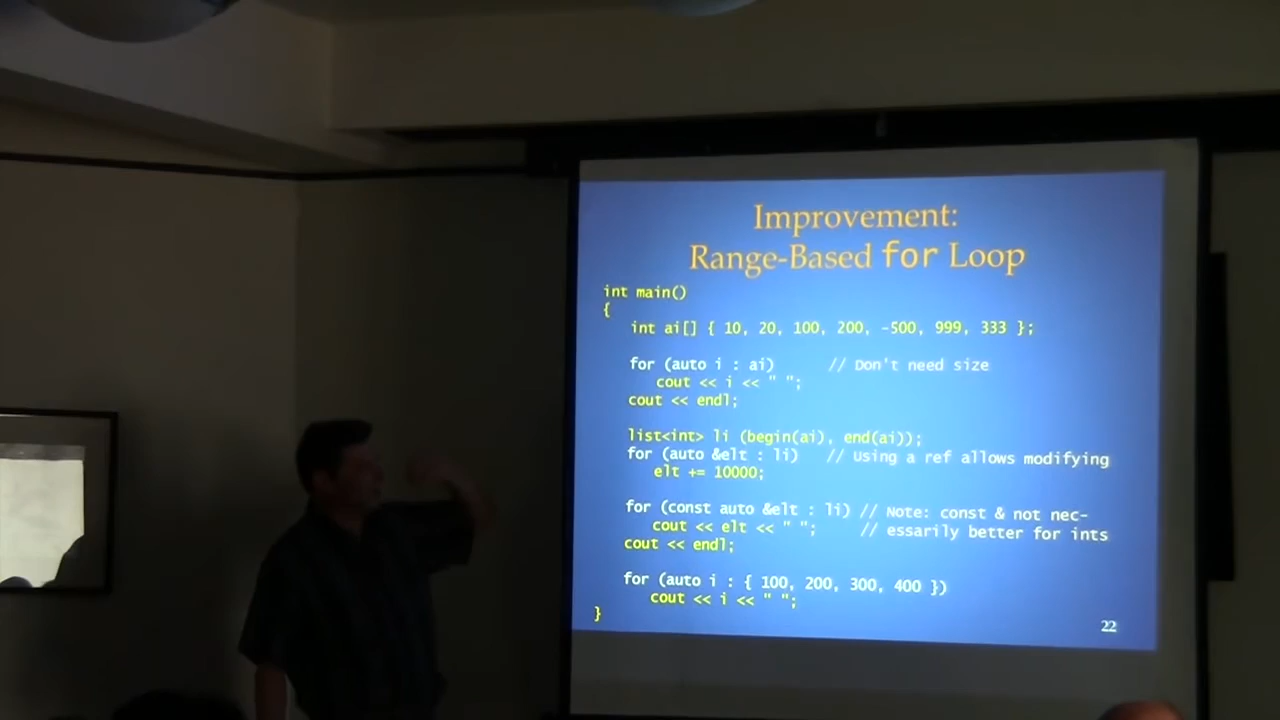 Improvement:
Range-Based for Loop
int main()
{
int ai[] { 10, 20, 100, 200, -500, 999, 333 };
for (auto i : ai) // Don't need size
cout << i << " ";
cout << endl;
list<int> li (begin(ai), end(ai));
for (auto &elt : li) // Using a ref allows modifying
elt += 10000;
for (const auto &elt : li) // Note: const & not nec-
cout << elt << " "; // essarily better for ints
cout << endl;
for (auto i : { 100, 200, 300, 400 })
cout << i << " ";
}
22